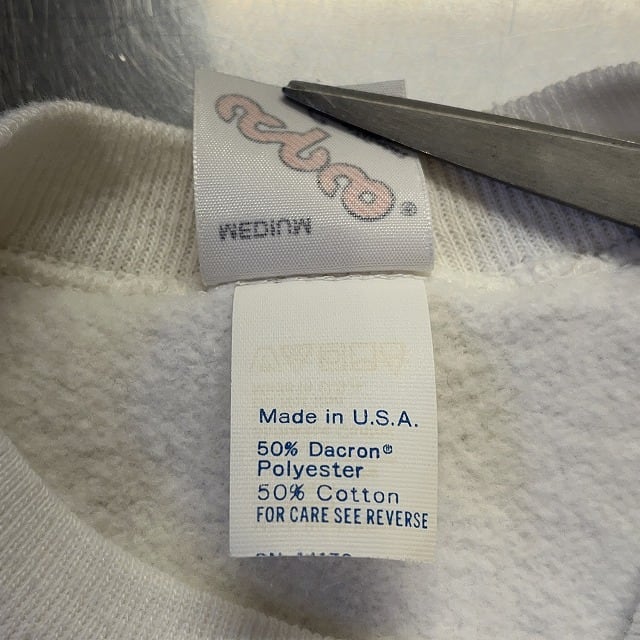 MEDIUM
®
Made in U.S.A.
50% Dacron®
Polyester
50% Cotton
FOR CARE SEE REVERSE